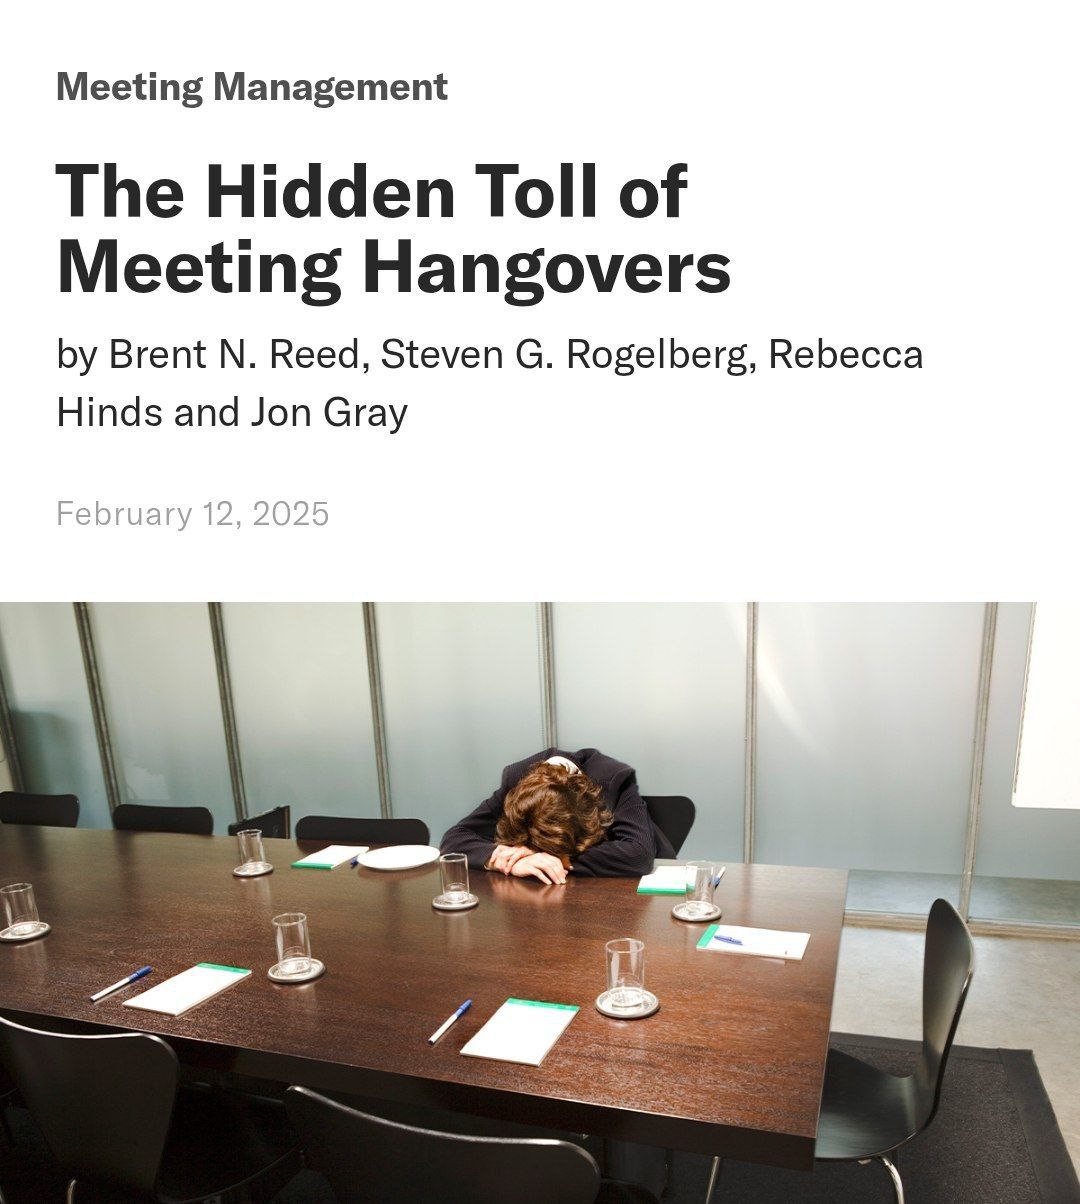 Meeting Management
The Hidden Toll of
Meeting Hangovers
by Brent N. Reed, Steven G. Rogelberg, Rebecca
Hinds and Jon Gray
February 12, 2025